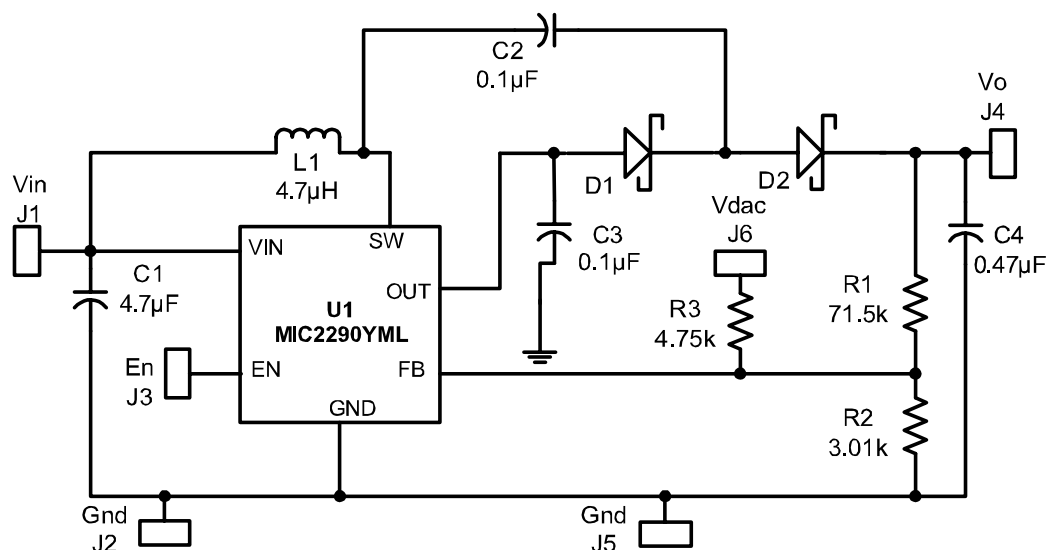 C2
0.1µF
Vo
J4
L1
4.7µH
D1
D2
Vin
J1
Vdac
J6
VIN
SW
C1
4.7µF
C3
0.1µF
C4
0.47µF
OUT
U1
MIC2290YML
R3
4.75k
R1
71.5k
En
J3
EN
FB
GND
R2
3.01k
Gnd
J2
Gnd
J5